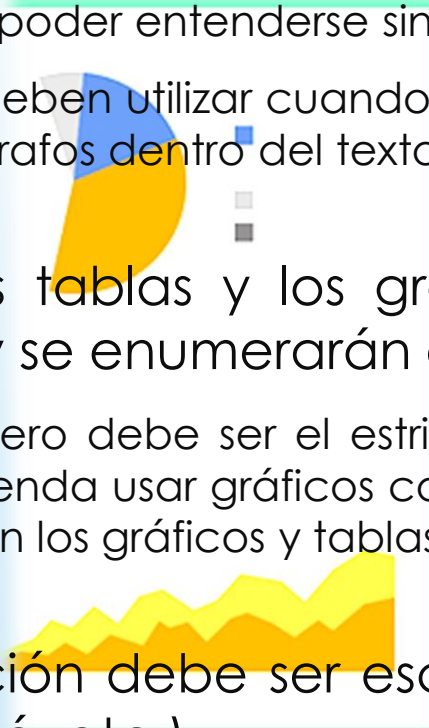 poder entenderse sin
eben utilizar cuando
rafos dentro del texto
s tablas y los gr
y se enumerarán
ero debe ser el estri
enda usar gráficos co
n los gráficos y tablas
ción debe ser esc